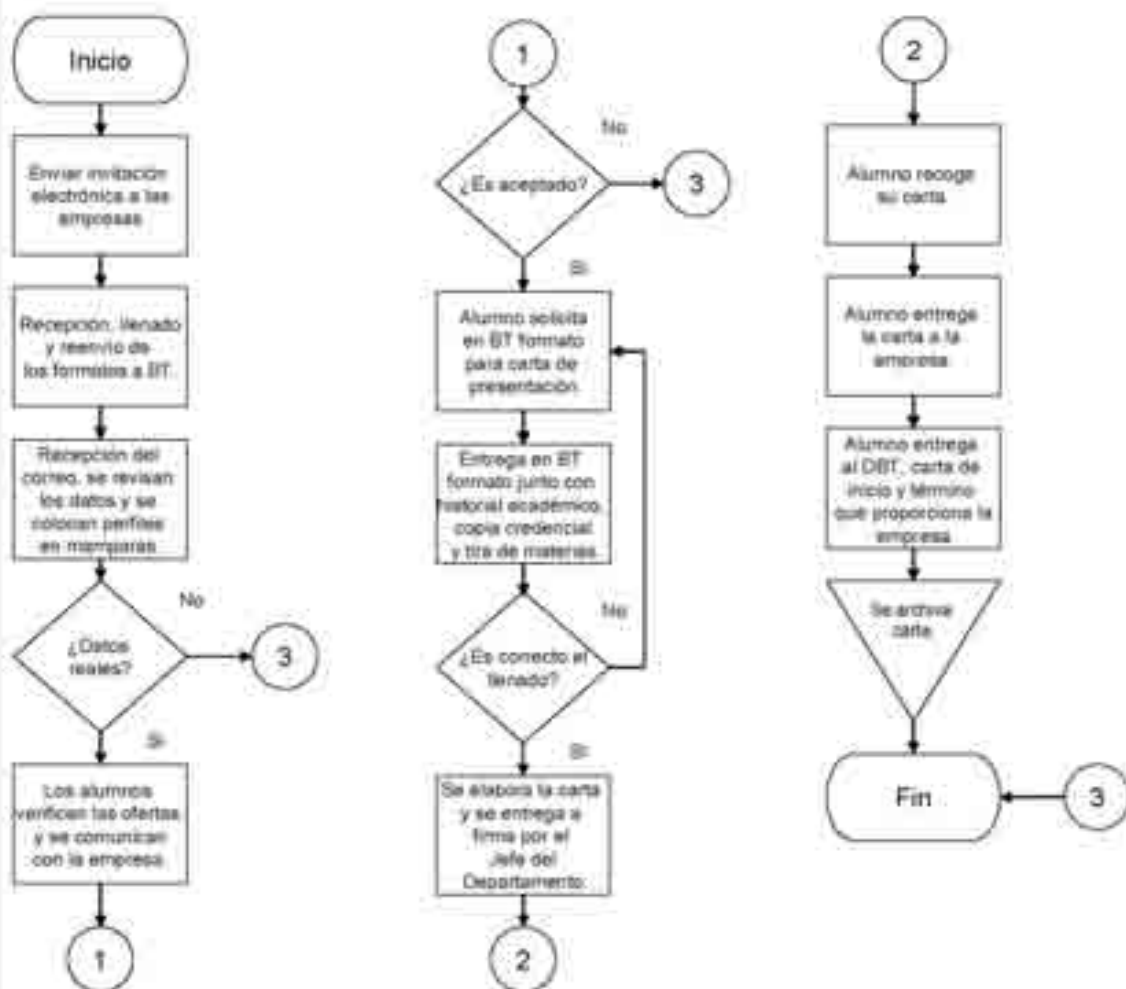 Inicio
Enviar invitación
electrónica a las
empresas
Recepción, llenado
y reenvío de
los formatos a BT.
Recepción del
correo, se revisan
los datos y se
colocan perfiles
en mamparas
¿Datos
reales?
No
3
Si
Los alumnos
verifican las ofertas
y se comunican
con la empresa
1
1
¿Es aceptado?
No
3
Si
Alumno solicita
en BT formato
para carta de
presentación
Entrega en BT
formato junto con
historial académico,
copia credencial
y tira de materias
¿Es correcto el
llenado?
No
Si
Se elabora la carta
y se entrega a
firma por el
Jefe del
Departamento.
2
2
Alumno recoge
su carta
Alumno entrega
la carta a la
empresa
Alumno entrega
al DBT, carta de
inicio y término
que proporciona la
empresa
Se archiva
carta
Fin
3